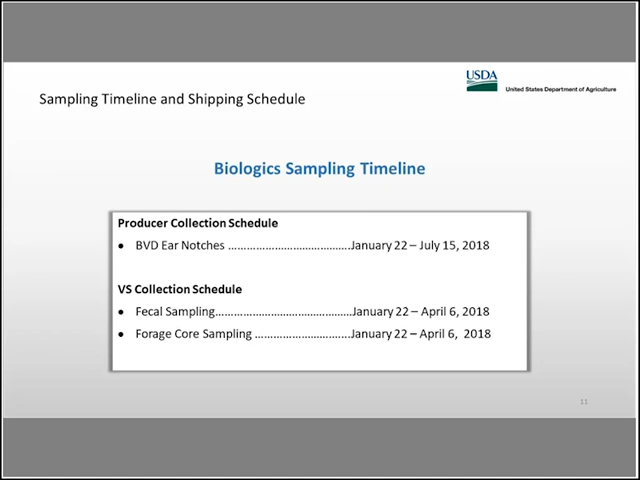 USDA
United States Department of Agriculture
Sampling Timeline and Shipping Schedule
Biologics Sampling Timeline
Producer Collection Schedule
• BVD Ear Notches ………………………………….January 22 – July 15, 2018
VS Collection Schedule
• Fecal Sampling………………………………………January 22 – April 6, 2018
• Forage Core Sampling ………………………….January 22 – April 6,  2018
11